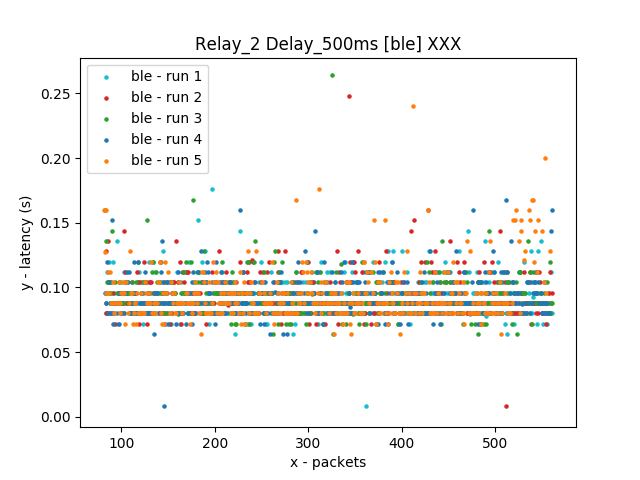 Relay_2 Delay_500ms [ble] XXX
ble - run 1
ble - run 2
ble - run 3
ble - run 4
ble - run 5
y - latency (s)
0.25
0.20
0.15
0.10
0.05
0.00
100 200 300 400 500
x - packets